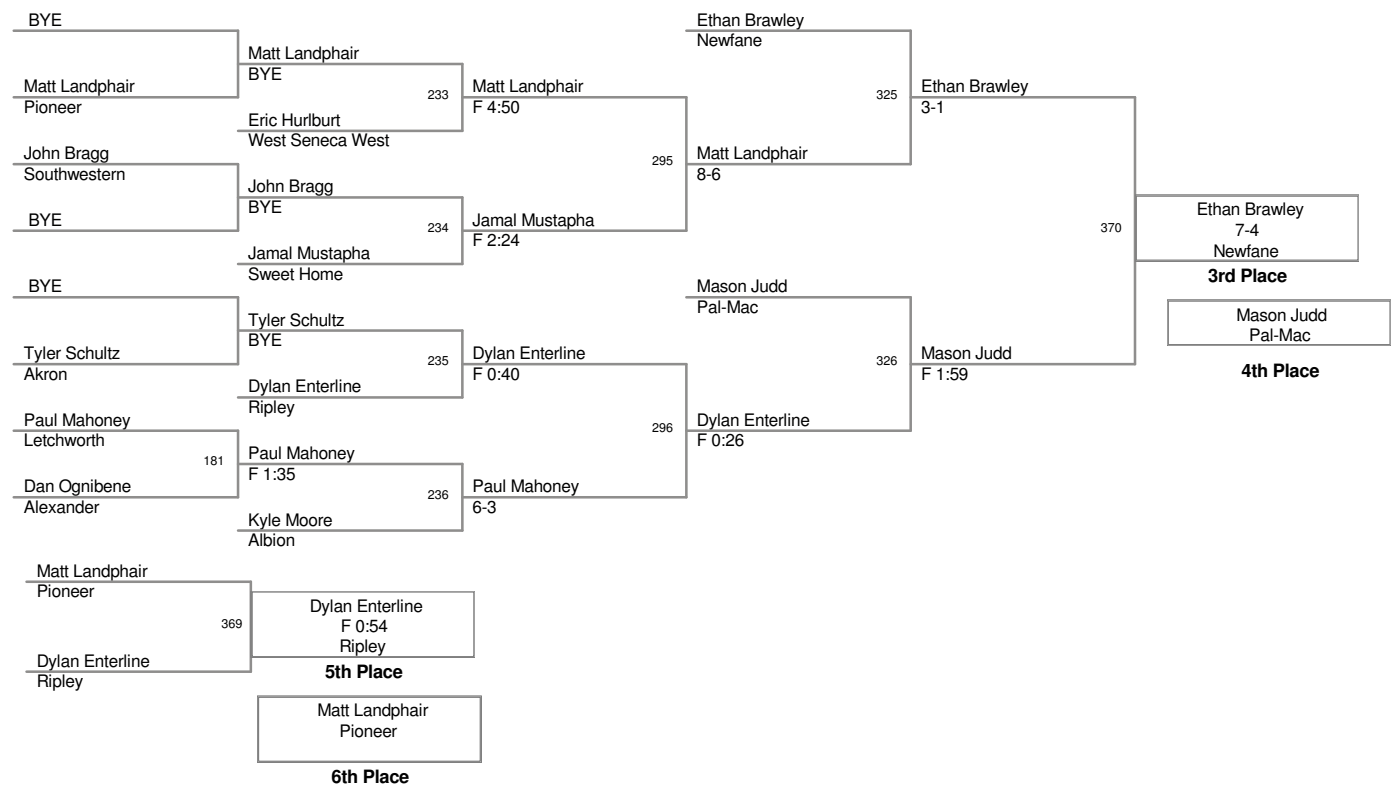 BYE
Matt Landphair
Pioneer
John Bragg
Southwestern
BYE
BYE
Tyler Schultz
Akron
Paul Mahoney
Letchworth
181
Dan Ognibene
Alexander
Matt Landphair
BYE
233
Eric Hurlburt
West Seneca West
John Bragg
BYE
234
Jamal Mustapha
Sweet Home
Tyler Schultz
BYE
235
Dylan Enterline
Ripley
Paul Mahoney
F 1:35
236
Kyle Moore
Albion
Matt Landphair
F 4:50
295
Jamal Mustapha
F 2:24
Dylan Enterline
F 0:40
296
Paul Mahoney
6-3
Ethan Brawley
Newfane
325
Matt Landphair
8-6
Mason Judd
Pal-Mac
326
Dylan Enterline
F 0:26
Ethan Brawley
3-1
370
Mason Judd
F 1:59
Ethan Brawley
7-4
Newfane
3rd Place
Mason Judd
Pal-Mac
4th Place
Matt Landphair
Pioneer
369
Dylan Enterline
Ripley
Dylan Enterline
F 0:54
Ripley
5th Place
Matt Landphair
Pioneer
6th Place